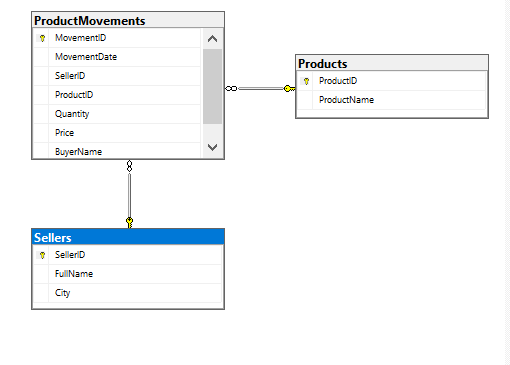 ProductMovements
MovementID
MovementDate
SellerID
ProductID
Quantity
Price
BuyerName
Products
ProductID
ProductName
Sellers
SellerID
FullName
City